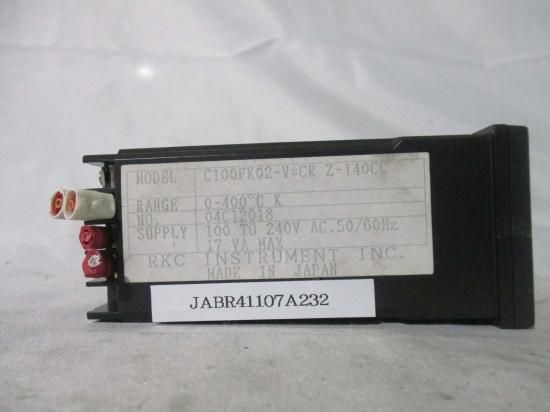 MODEL C100FK02-V*CR Z-140CC
RANGE 0-400°C K
NO. 04C12018
SUPPLY 100 TO 240V AC.50/60Hz
17 VA MAX
RKC INSTRUMENT INC.
MADE IN JAPAN
JABR41107A232